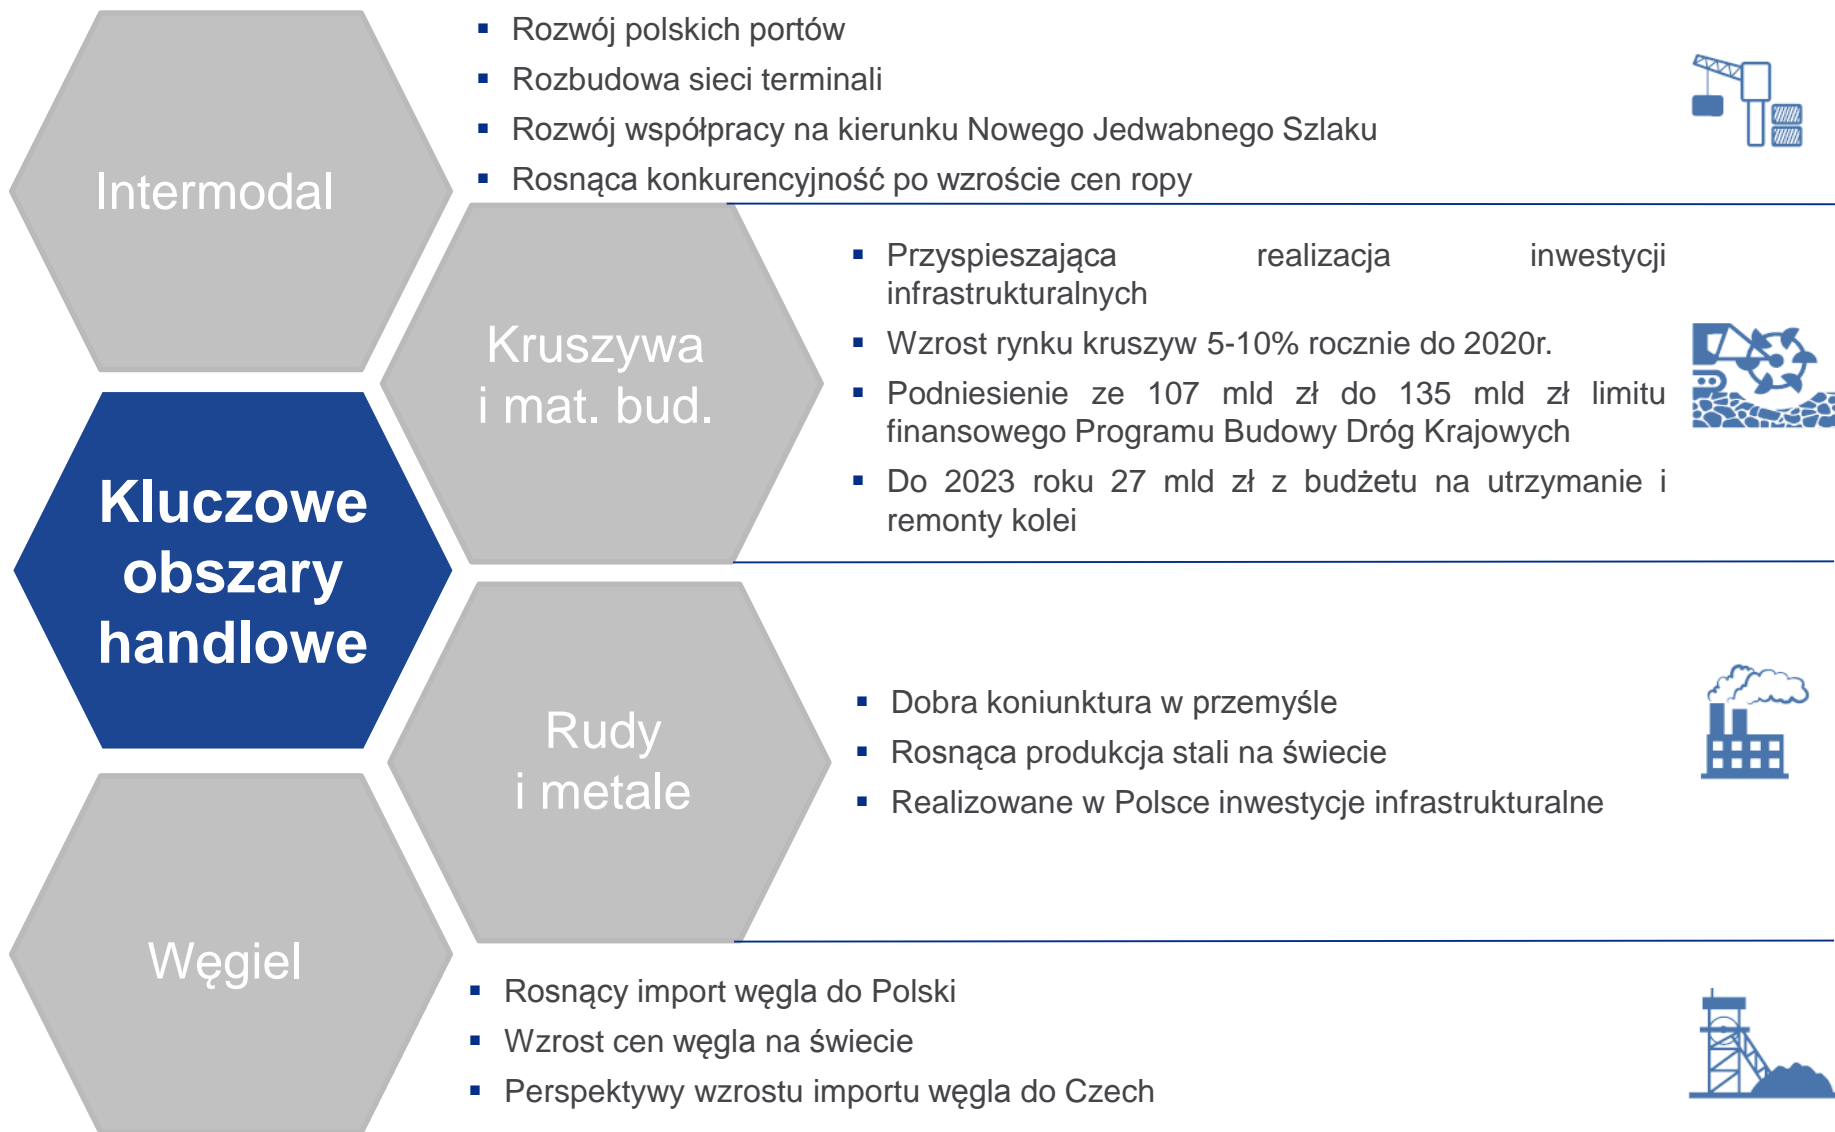 Intermodal
▪ Rozwój polskich portów
▪ Rozbudowa sieci terminali
▪ Rozwój współpracy na kierunku Nowego Jedwabnego Szlaku
▪ Rosnąca konkurencyjność po wzroście cen ropy
Kruszywa
i mat. bud.
▪ Przyspieszająca realizacja inwestycji
infrastrukturalnych
▪ Wzrost rynku kruszyw 5-10% rocznie do 2020r.
▪ Podniesienie ze 107 mld zł do 135 mld zł limitu
finansowego Programu Budowy Dróg Krajowych
▪ Do 2023 roku 27 mld zł z budżetu na utrzymanie i
remonty kolei
Kluczowe
obszary
handlowe
Rudy
i metale
▪ Dobra koniunktura w przemyśle
▪ Rosnąca produkcja stali na świecie
▪ Realizowane w Polsce inwestycje infrastrukturalne
Węgiel
▪ Rosnący import węgla do Polski
▪ Wzrost cen węgla na świecie
▪ Perspektywy wzrostu importu węgla do Czech